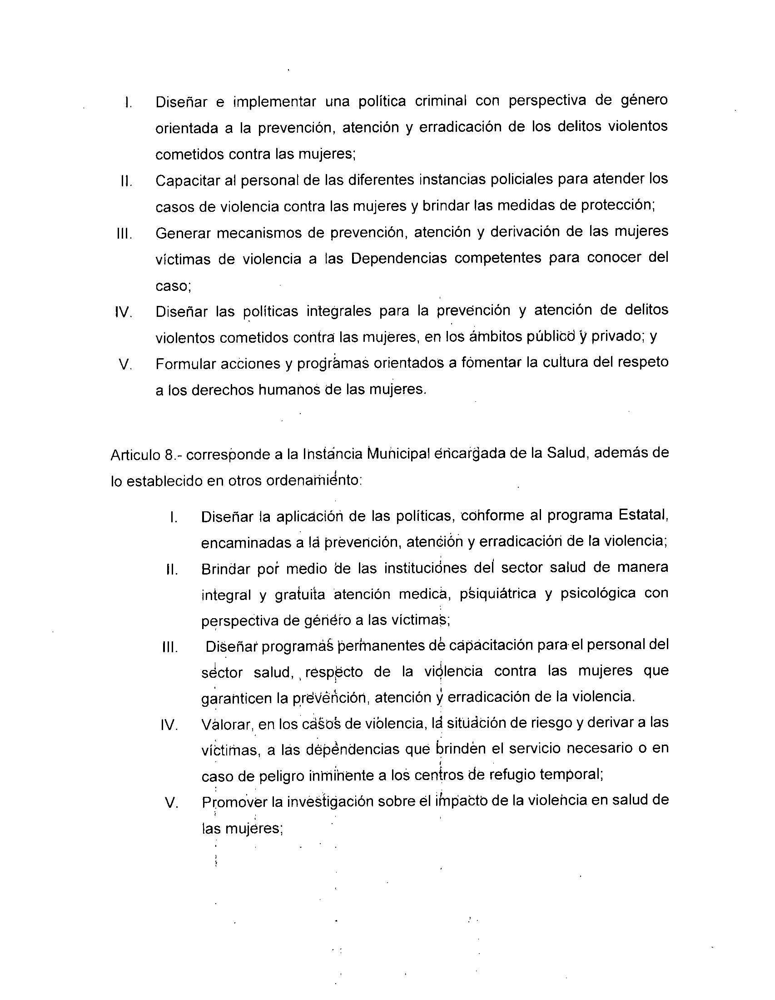 I. Diseñar e implementar una política criminal con perspectiva de género
orientada a la prevención, atención y erradicación de los delitos violentos
cometidos contra las mujeres;
II. Capacitar al personal de las diferentes instancias policiales para atender los
casos de violencia contra las mujeres y brindar las medidas de protección;
III. Generar mecanismos de prevención, atención y derivación de las mujeres
víctimas de violencia a las Dependencias competentes para conocer del
caso;
IV. Diseñar las políticas integrales para la prevención y atención de delitos
violentos cometidos contra las mujeres, en los ámbitos público y privado; y
V. Formular acciones y programas orientados a fomentar la cultura del respeto
a los derechos humanos de las mujeres.
Articulo 8.- corresponde a la Instancia Municipal encargada de la Salud, además de
lo establecido en otros ordenamiento:
I. Diseñar la aplicación de las políticas, conforme al programa Estatal,
encaminadas a la prevención, atención y erradicación de la violencia;
II. Brindar por medio de las instituciones del sector salud de manera
integral y gratuita atención medica, psiquiátrica y psicológica con
perspectiva de género a las víctimas;
III. Diseñar programas permanentes de capacitación para el personal del
sector salud, respecto de la violencia contra las mujeres que
garanticen la prevención, atención y erradicación de la violencia.
IV. Valorar, en los casos de violencia, la situación de riesgo y derivar a las
víctimas, a las dependencias que brinden el servicio necesario o en
caso de peligro inminente a los centros de refugio temporal;
V. Promover la investigación sobre el impacto de la violencia en salud de
las mujeres;